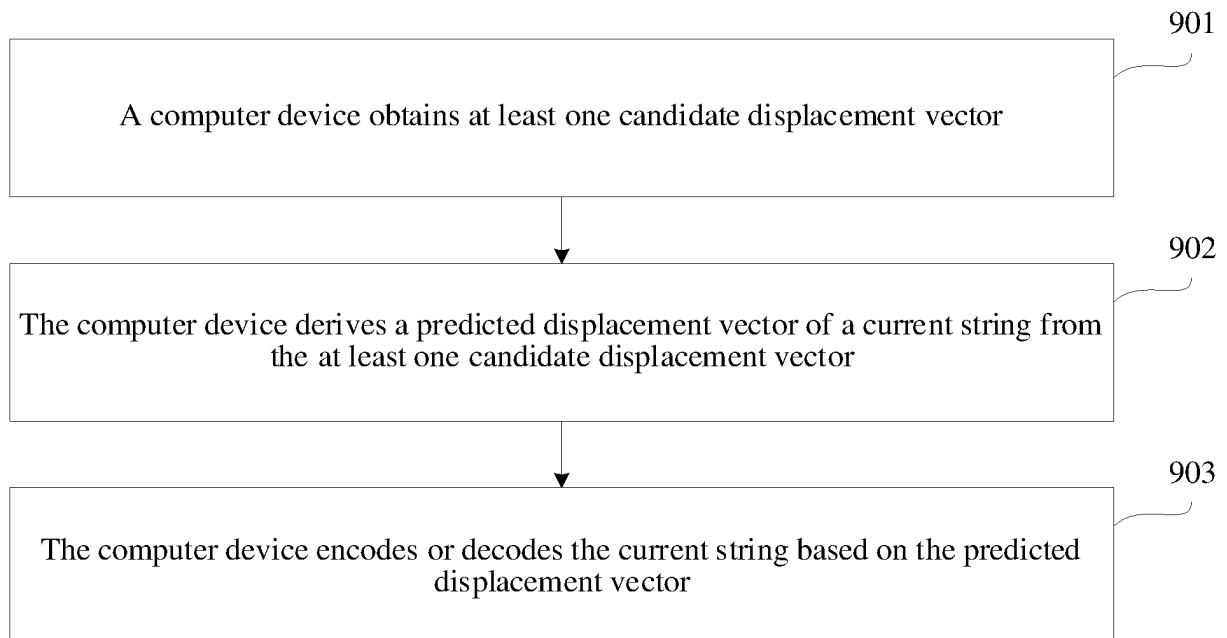 901
A computer device obtains at least one candidate displacement vector
902
The computer device derives a predicted displacement vector of a current string from
the at least one candidate displacement vector
903
The computer device encodes or decodes the current string based on the predicted
displacement vector